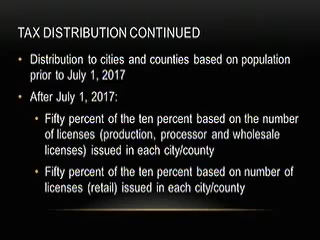 TAX DISTRIBUTION CONTINUED
• Distribution to cities and counties based on population
prior to July 1, 2017
• After July 1, 2017:
• Fifty percent of the ten percent based on the number
of licenses (production, processor and wholesale
licenses) issued in each city/county
• Fifty percent of the ten percent based on number of
licenses (retail) issued in each city/county